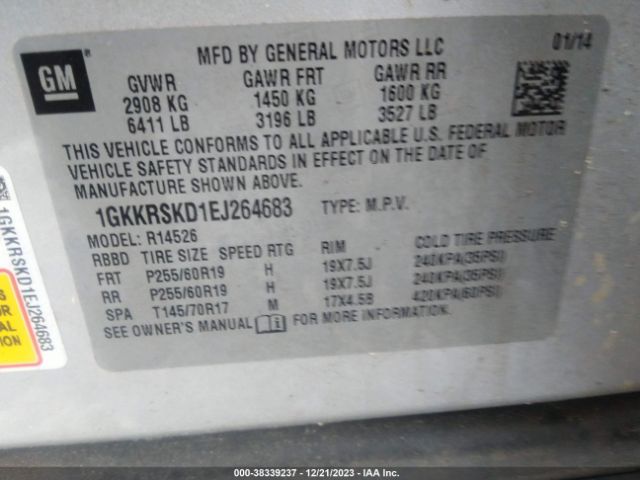 GM
MFD BY GENERAL MOTORS LLC 01/14
GVWR GAWR FRT GAWR RR
2908 KG 1450 KG 1600 KG
6411 LB 3196 LB 3527 LB
THIS VEHICLE CONFORMS TO ALL APPLICABLE U.S. FEDERAL MOTOR
VEHICLE SAFETY STANDARDS IN EFFECT ON THE DATE OF
MANUFACTURE SHOWN ABOVE.
1GKKRSKD1EJ264683 TYPE: M.P.V.
MODEL: R14526
RBBD TIRE SIZE SPEED RTG RIM COLD TIRE PRESSURE
FRT P255/60R19 H 19X7.5J 240KPA(35PSI)
RR P255/60R19 H 19X7.5J 240KPA(35PSI)
SPA T145/70R17 M 17X4.5B 420KPA(60PSI)
SEE OWNER'S MANUAL FOR MORE INFORMATION.
1GKKRSKD1EJ264683
OR
AL
TION
000-38339237 - 12/21/2023 - IAA Inc.